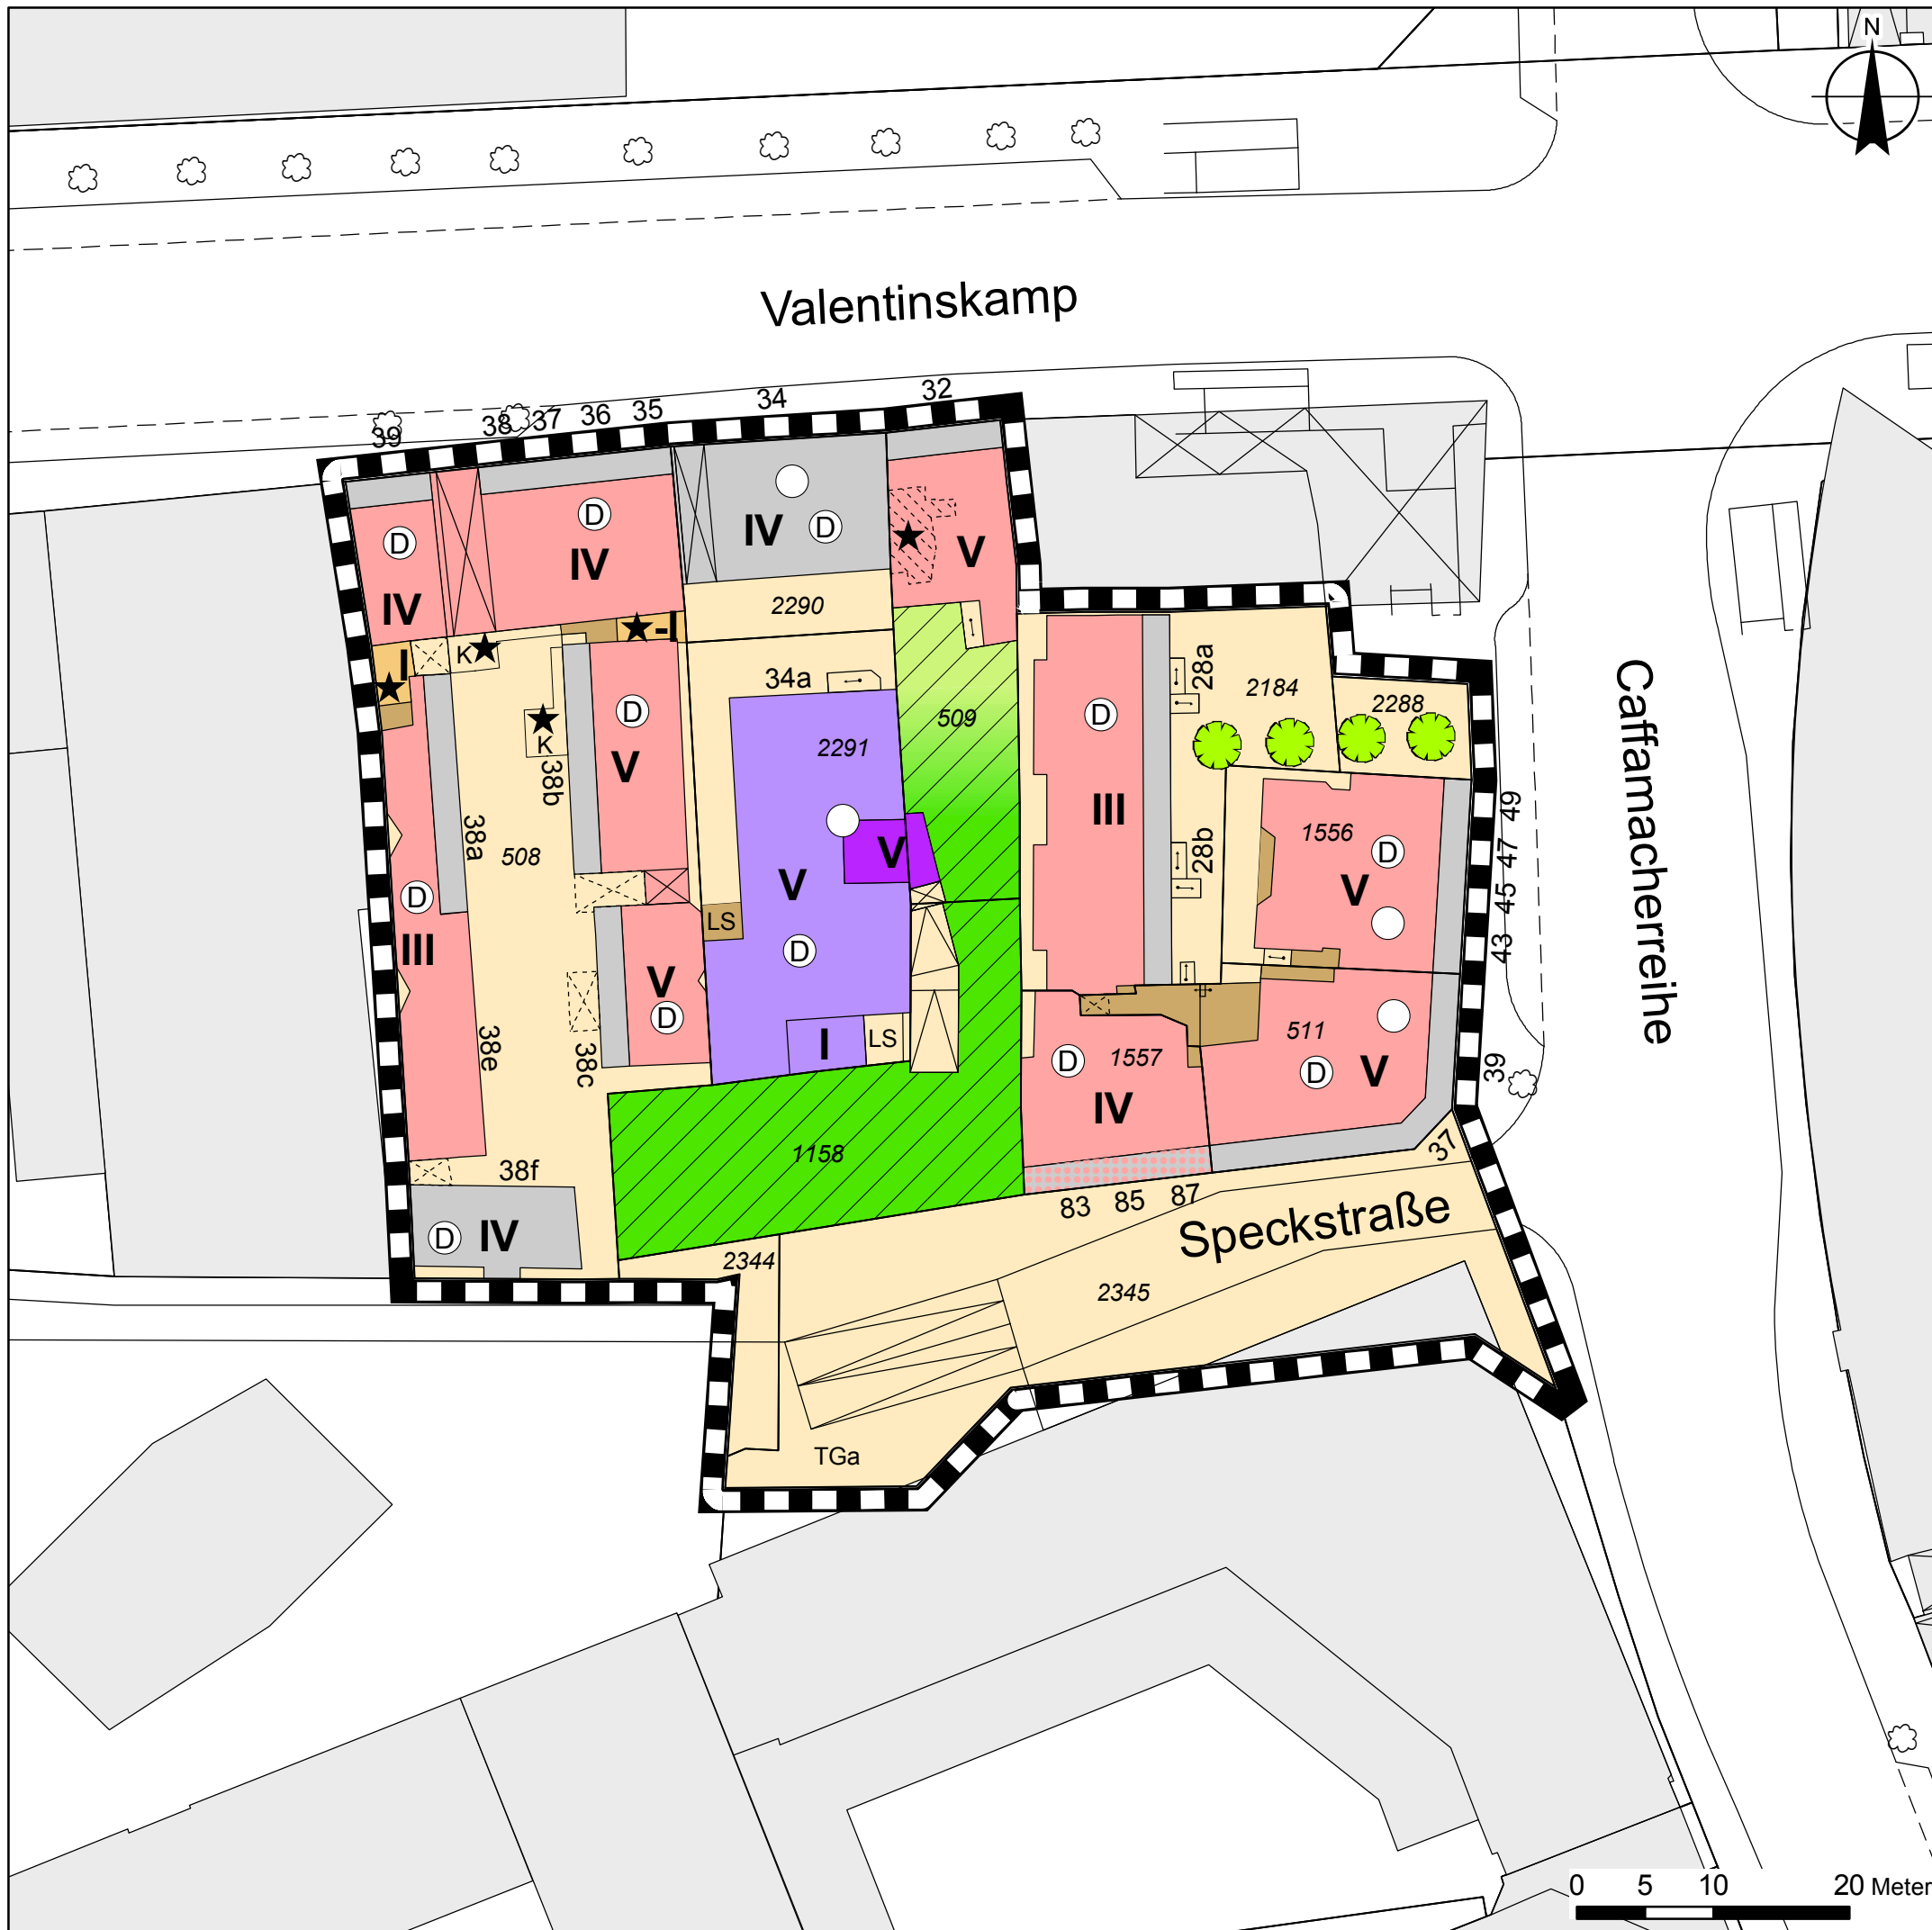 N
Valentinskamp
32
34
35
36
37
38
39
D
D
IV
D
V
IV
IV
2290
-I
K
I
34a
28a
2184
2288
D
D
509
K
2291
V
38b
49
III
1556
D
47
38a
508
V
28b
V
V
45
D
LS
43
III
D
V
D
511
38e
38c
I
LS
D
1557
D
V
39
IV
1158
37
38f
83
85
87
D
IV
Speckstraße
2344
2345
TGa
Caffamacherreihe
0 5 10 20 Meter